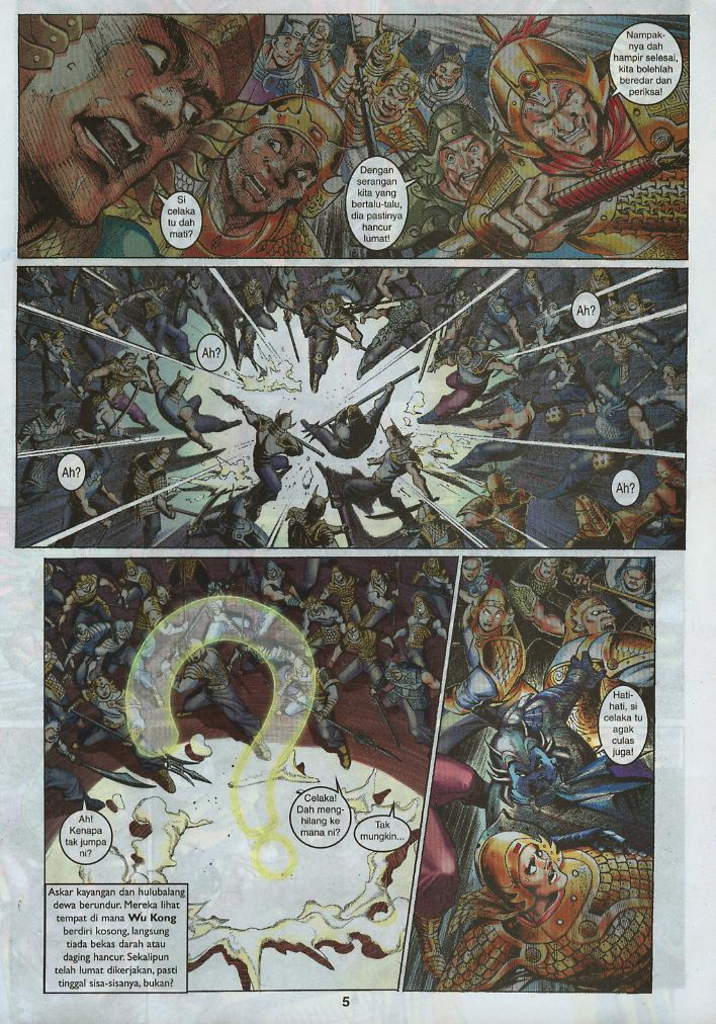 Nampak-
nya dah
hampir selesai,
kita bolehlah
beredar dan
periksa!
Si
celaka
tu dah
mati?
Dengan
serangan
kita yang
bertalu-talu,
dia pastinya
hancur
lumat!
Ah?
Ah?
Ah?
Ah?
Hati-
hati, si
celaka tu
agak
culas
juga!
Ah!
Kenapa
tak jumpa
ni?
Celaka!
Dah meng-
hilang ke
mana ni?
Tak
mungkin...
Askar kayangan dan hulubalang
dewa berundur. Mereka lihat
tempat di mana Wu Kong
berdiri kosong, langsung
tiada bekas darah atau
daging hancur. Sekalipun
telah lumat dikerjakan, pasti
tinggal sisa-sisanya, bukan?
5